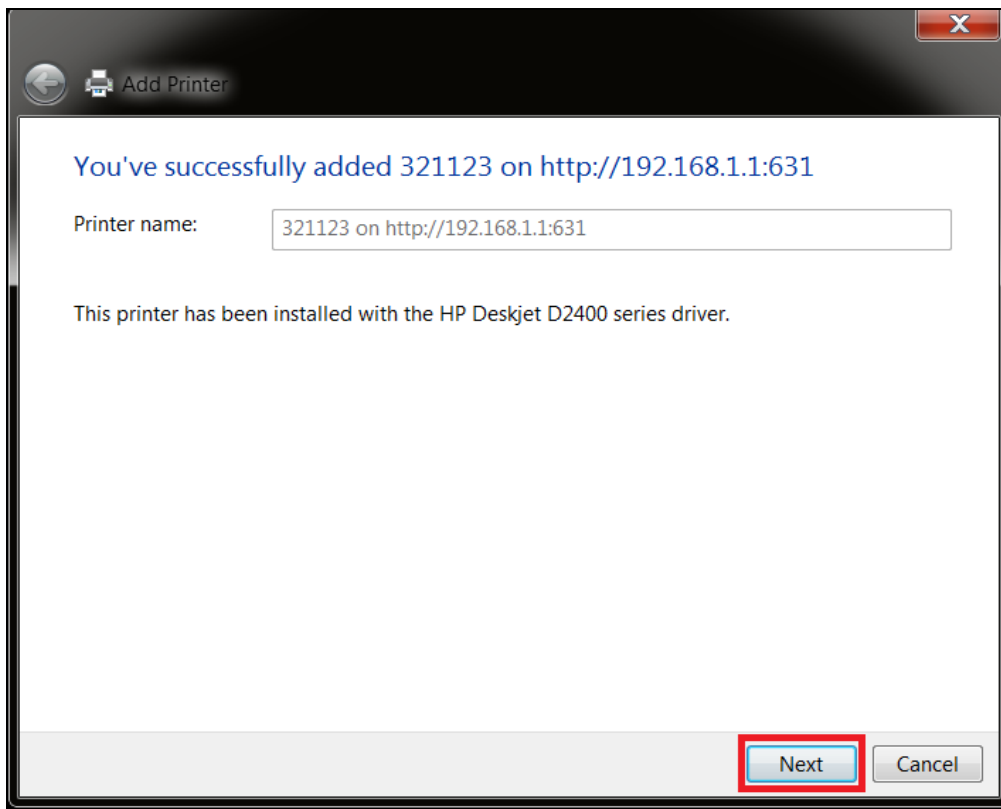 X
Add Printer
You've successfully added 321123 on http://192.168.1.1:631
Printer name:
321123 on http://192.168.1.1:631
This printer has been installed with the HP Deskjet D2400 series driver.
Next
Cancel